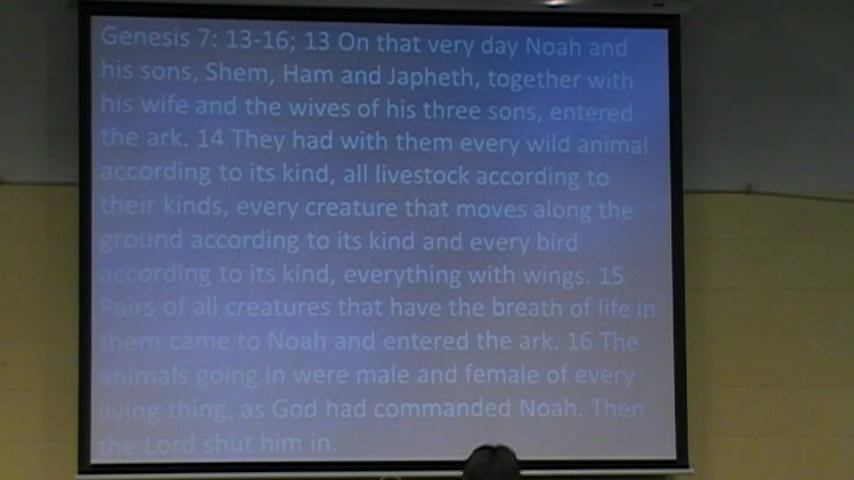 Genesis 7: 13-16; 13 On that very day Noah and
his sons, Shem, Ham and Japheth, together with
his wife and the wives of his three sons, entered
the ark. 14 They had with them every wild animal
according to its kind, all livestock according to
their kinds, every creature that moves along the
ground according to its kind and every bird
according to its kind, everything with wings. 15
Pairs of all creatures that have the breath of life in
them came to Noah and entered the ark. 16 The
animals going in were male and female of every
living thing, as God had commanded Noah. Then
the Lord shut him in.